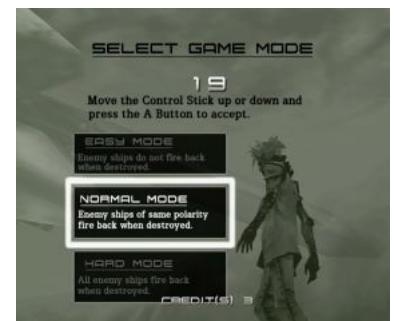 SELECT GAME MODE
19
Move the Control Stick up or down and
press the A Button to accept.
EASY MODE
Enemy ships do not fire back
when destroyed.
NORMAL MODE
Enemy ships of same polarity
fire back when destroyed.
HARD MODE
All enemy ships fire back
when destroyed.
CREDIT(S) 3